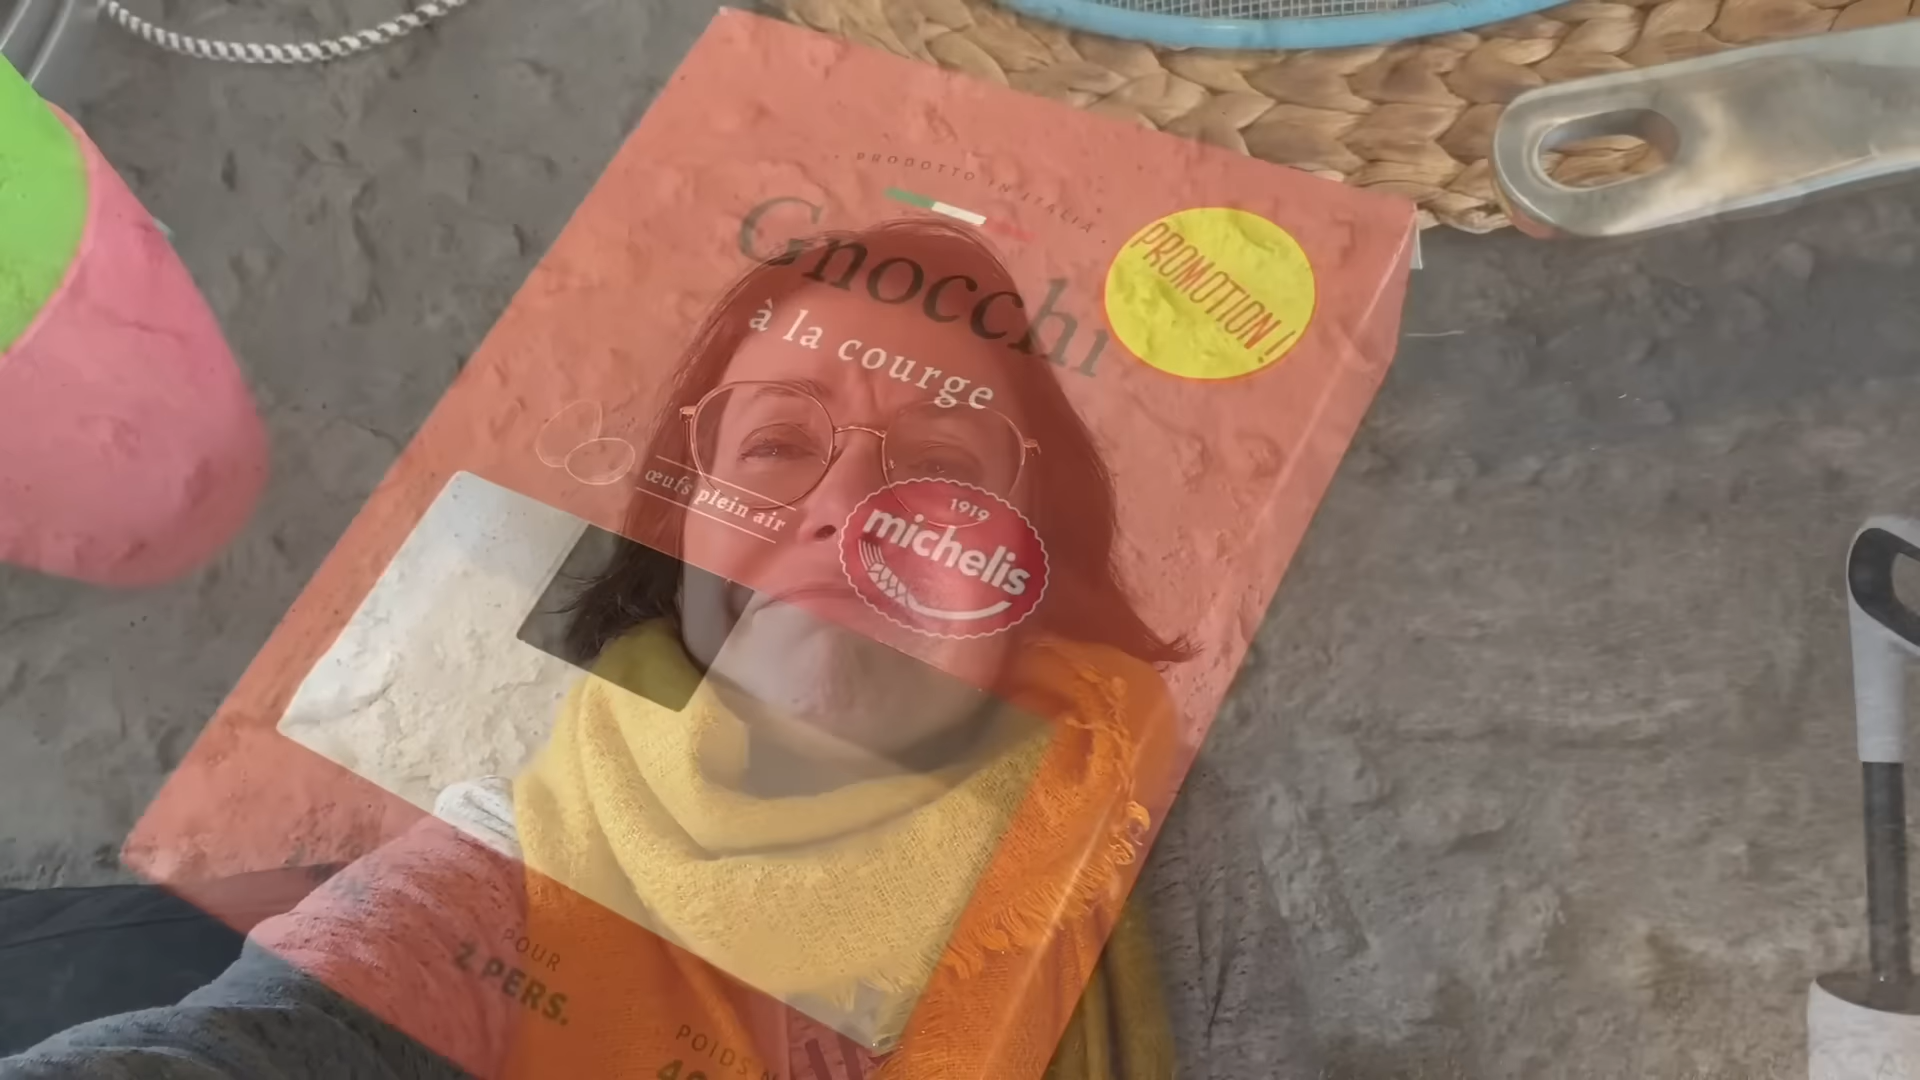 PRODOTTO IN ITALIA
Gnocchi
à la courge
PROMOTION !
œufs plein air
1919
michelis
POUR
2 PERS.
POIDS